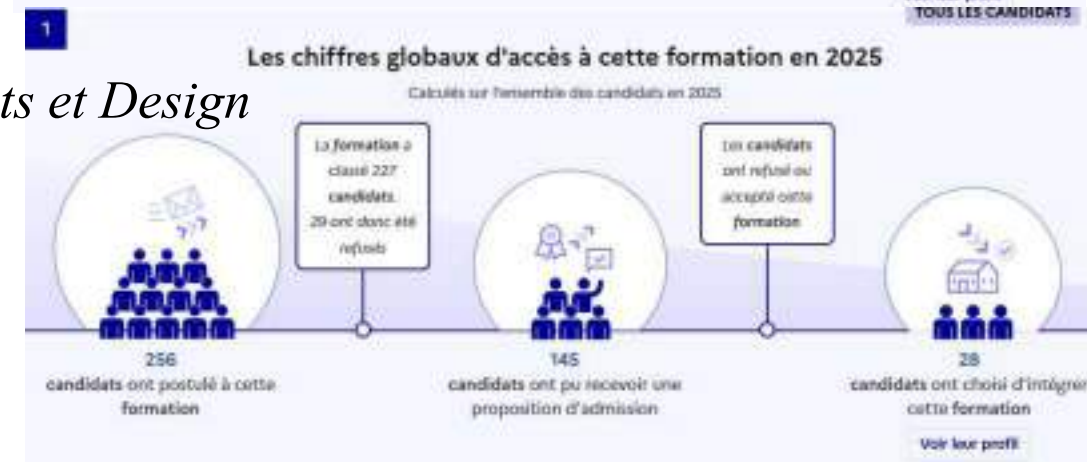 TOUS LES CANDIDATS
1
Les chiffres globaux d'accès à cette formation en 2025
Calculés sur l'ensemble des candidats en 2025
ts et Design
La formation a
classé 227
candidats.
29 ont donc été
refusés
Les candidats
ont refusé ou
accepté cette
formation
256
candidats ont postulé à cette
formation
145
candidats ont pu recevoir une
proposition d'admission
28
candidats ont choisi d'intégrer
cette formation
Voir leur profil